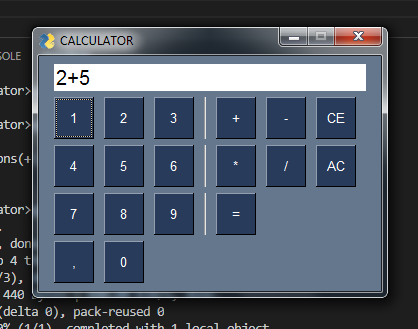 CALCULATOR
2+5
1 2 3 + - CE
4 5 6 * / AC
7 8 9 =
, 0
SOLE
ator>
ator>
ons(+
ator>
, don
o 4 t
/3),
440
(delta 0), pack-reused 0
0% (1/1), completed with 1 local object.